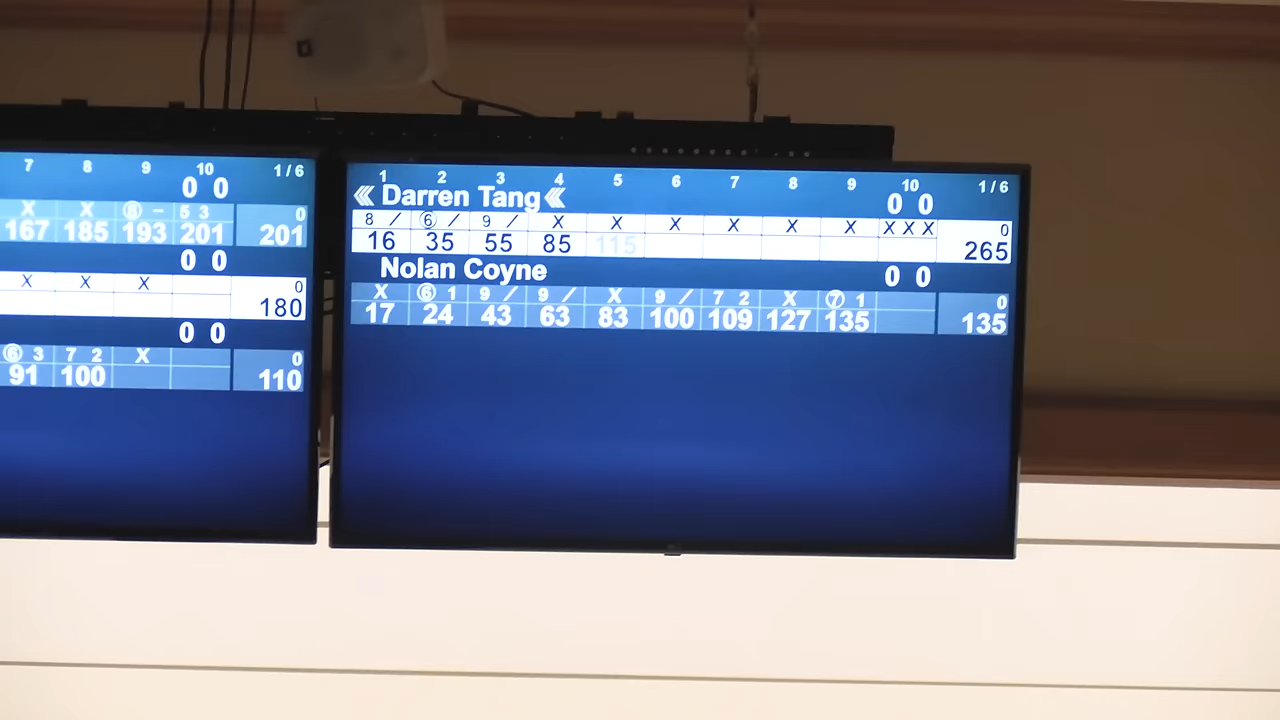 7 8 9 10 1/6
0 0
X X ⑧ – 5 3 0
167 185 193 201 201
0 0
X X X 0
180
0 0
⑥ 3 7 2 X 0
91 100 110
1 2 3 4 5 6 7 8 9 10 1/6
Darren Tang 0 0
8 / ⑥ / 9 / X X X X X X X X X 0
16 35 55 85 115 265
Nolan Coyne 0 0
X ⑥ 1 9 / 9 / X 9 / 7 2 X ⑦ 1 0
17 24 43 63 83 100 109 127 135 135